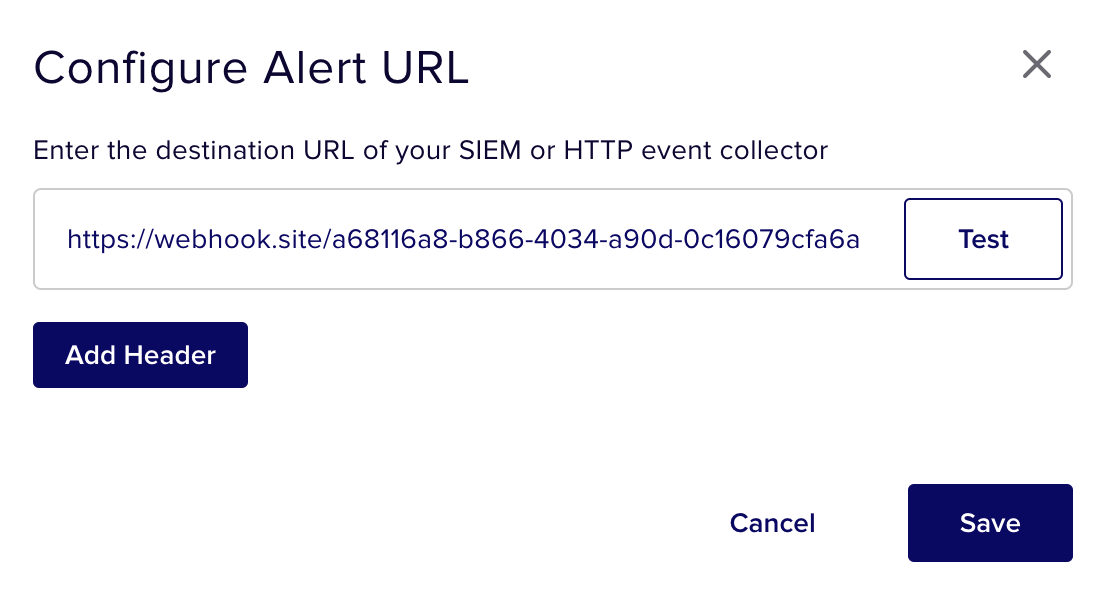 Configure Alert URL
Enter the destination URL of your SIEM or HTTP event collector
https://webhook.site/a68116a8-b866-4034-a90d-0c16079cfa6a
Test
Add Header
Cancel
Save